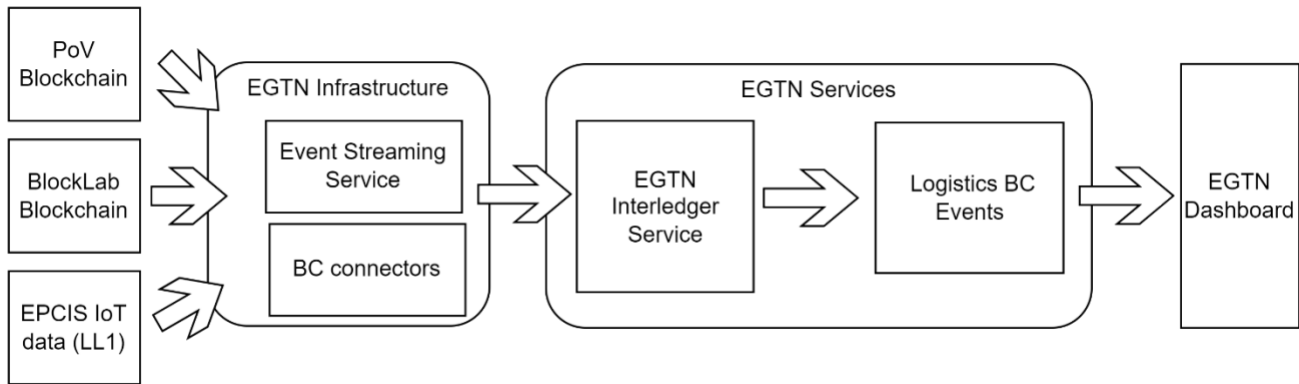 PoV
Blockchain
BlockLab
Blockchain
EPCIS IoT
data (LL1)
EGTN Infrastructure
Event Streaming
Service
BC connectors
EGTN Services
EGTN
Interledger
Service
Logistics BC
Events
EGTN
Dashboard